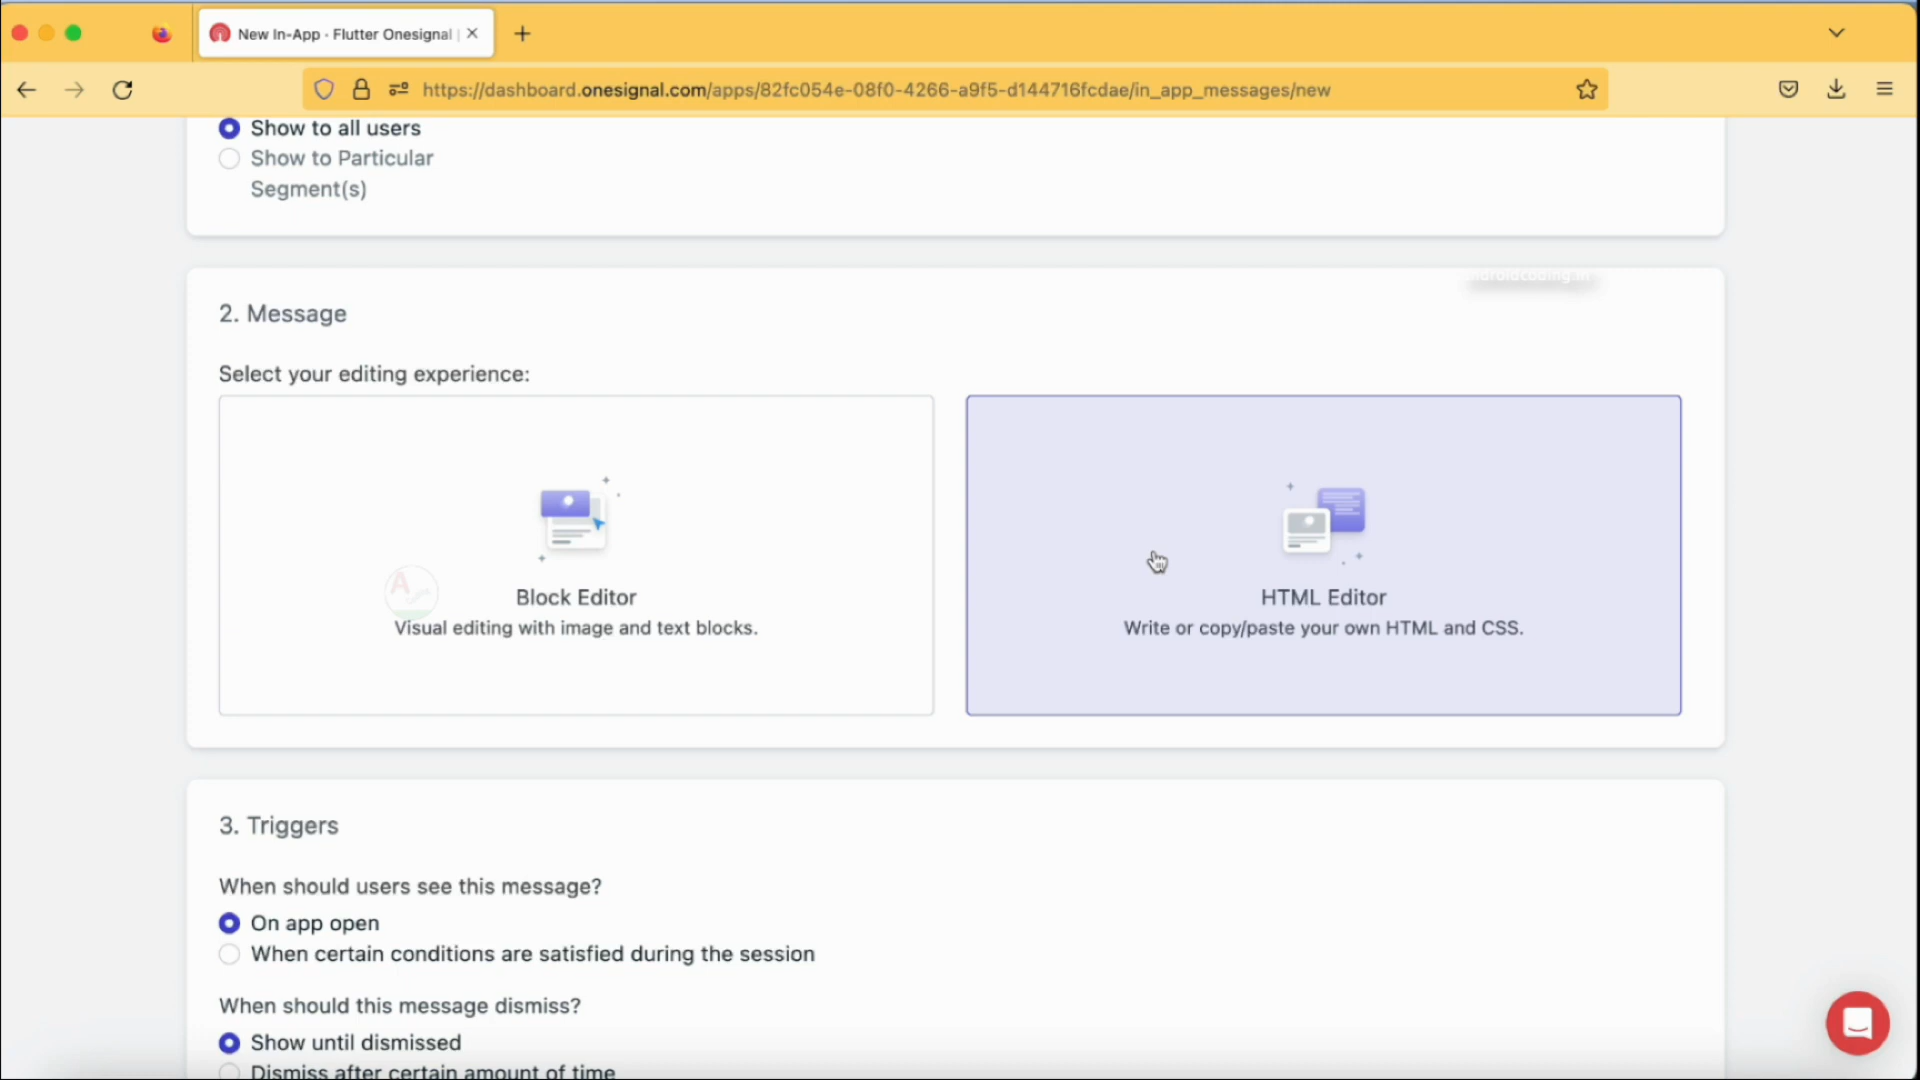 New In-App - Flutter Onesignal |
https://dashboard.onesignal.com/apps/82fc054e-08f0-4266-a9f5-d144716fcdae/in_app_messages/new
Show to all users
Show to Particular
Segment(s)
2. Message
Select your editing experience:
Block Editor
Visual editing with image and text blocks.
HTML Editor
Write or copy/paste your own HTML and CSS.
3. Triggers
When should users see this message?
On app open
When certain conditions are satisfied during the session
When should this message dismiss?
Show until dismissed
Dismiss after certain amount of time